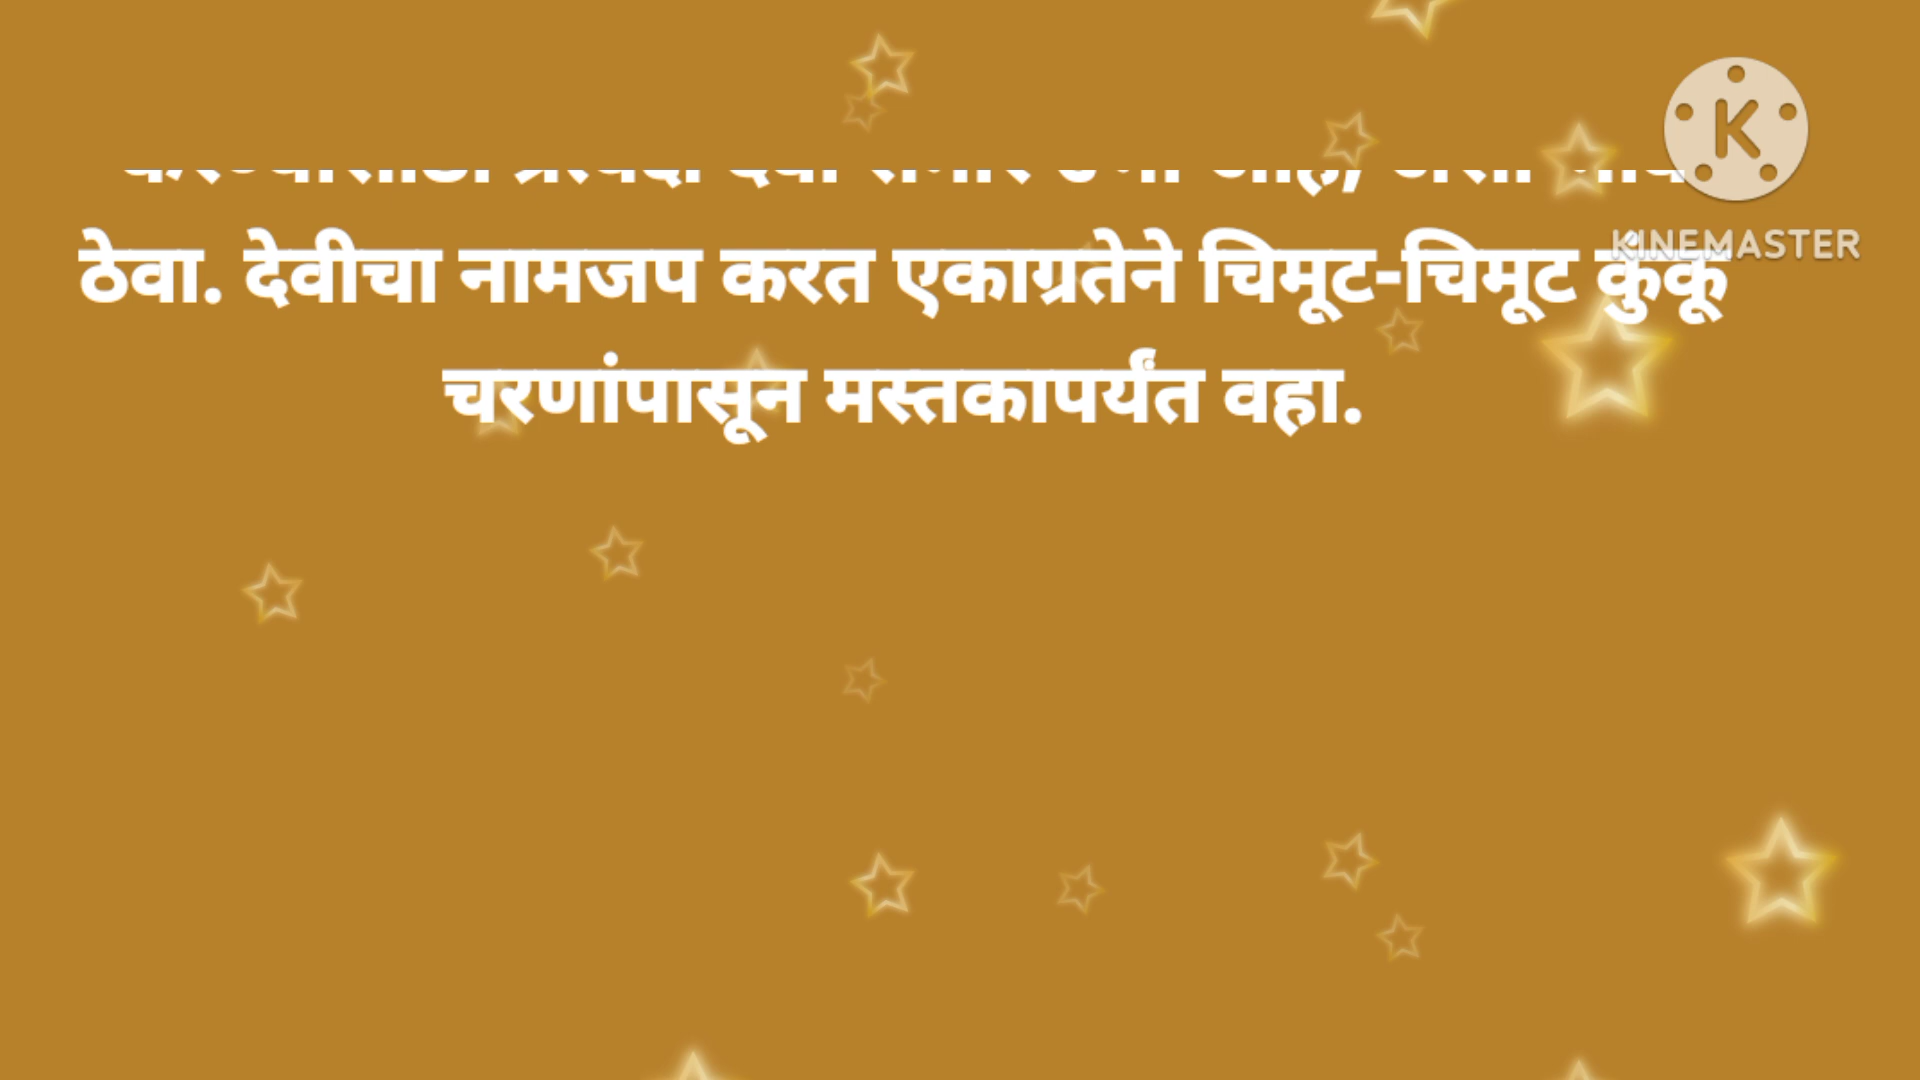 ठेवा. देवीचा नामजप करत एकाग्रतेने चिमूट-चिमूट कुंकू
चरणांपासून मस्तकापर्यंत वहा.
K
KINEMASTER